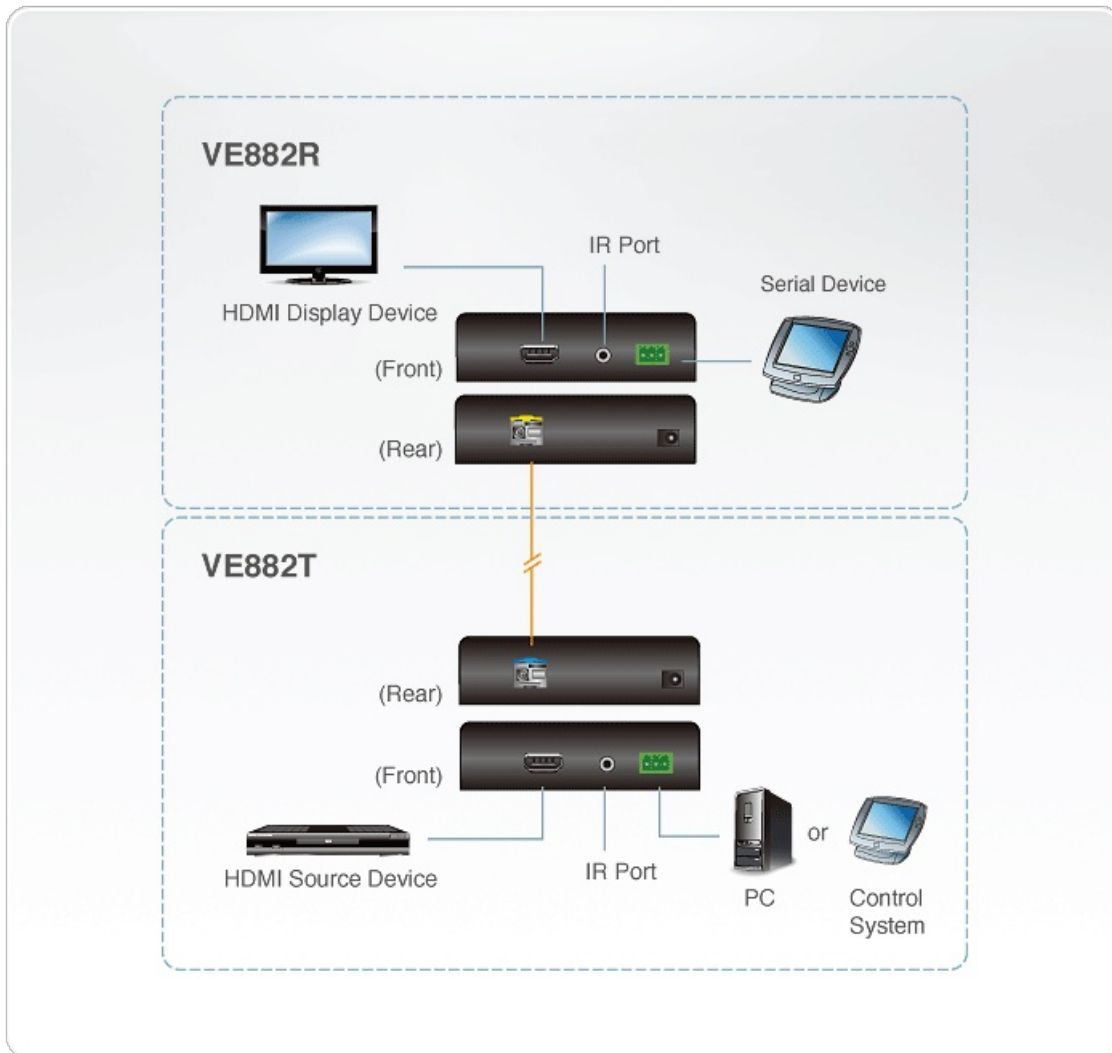 VE882R
IR Port
Serial Device
HDMI Display Device
(Front)
(Rear)
VE882T
(Rear)
(Front)
HDMI Source Device
IR Port
or
PC
Control
System